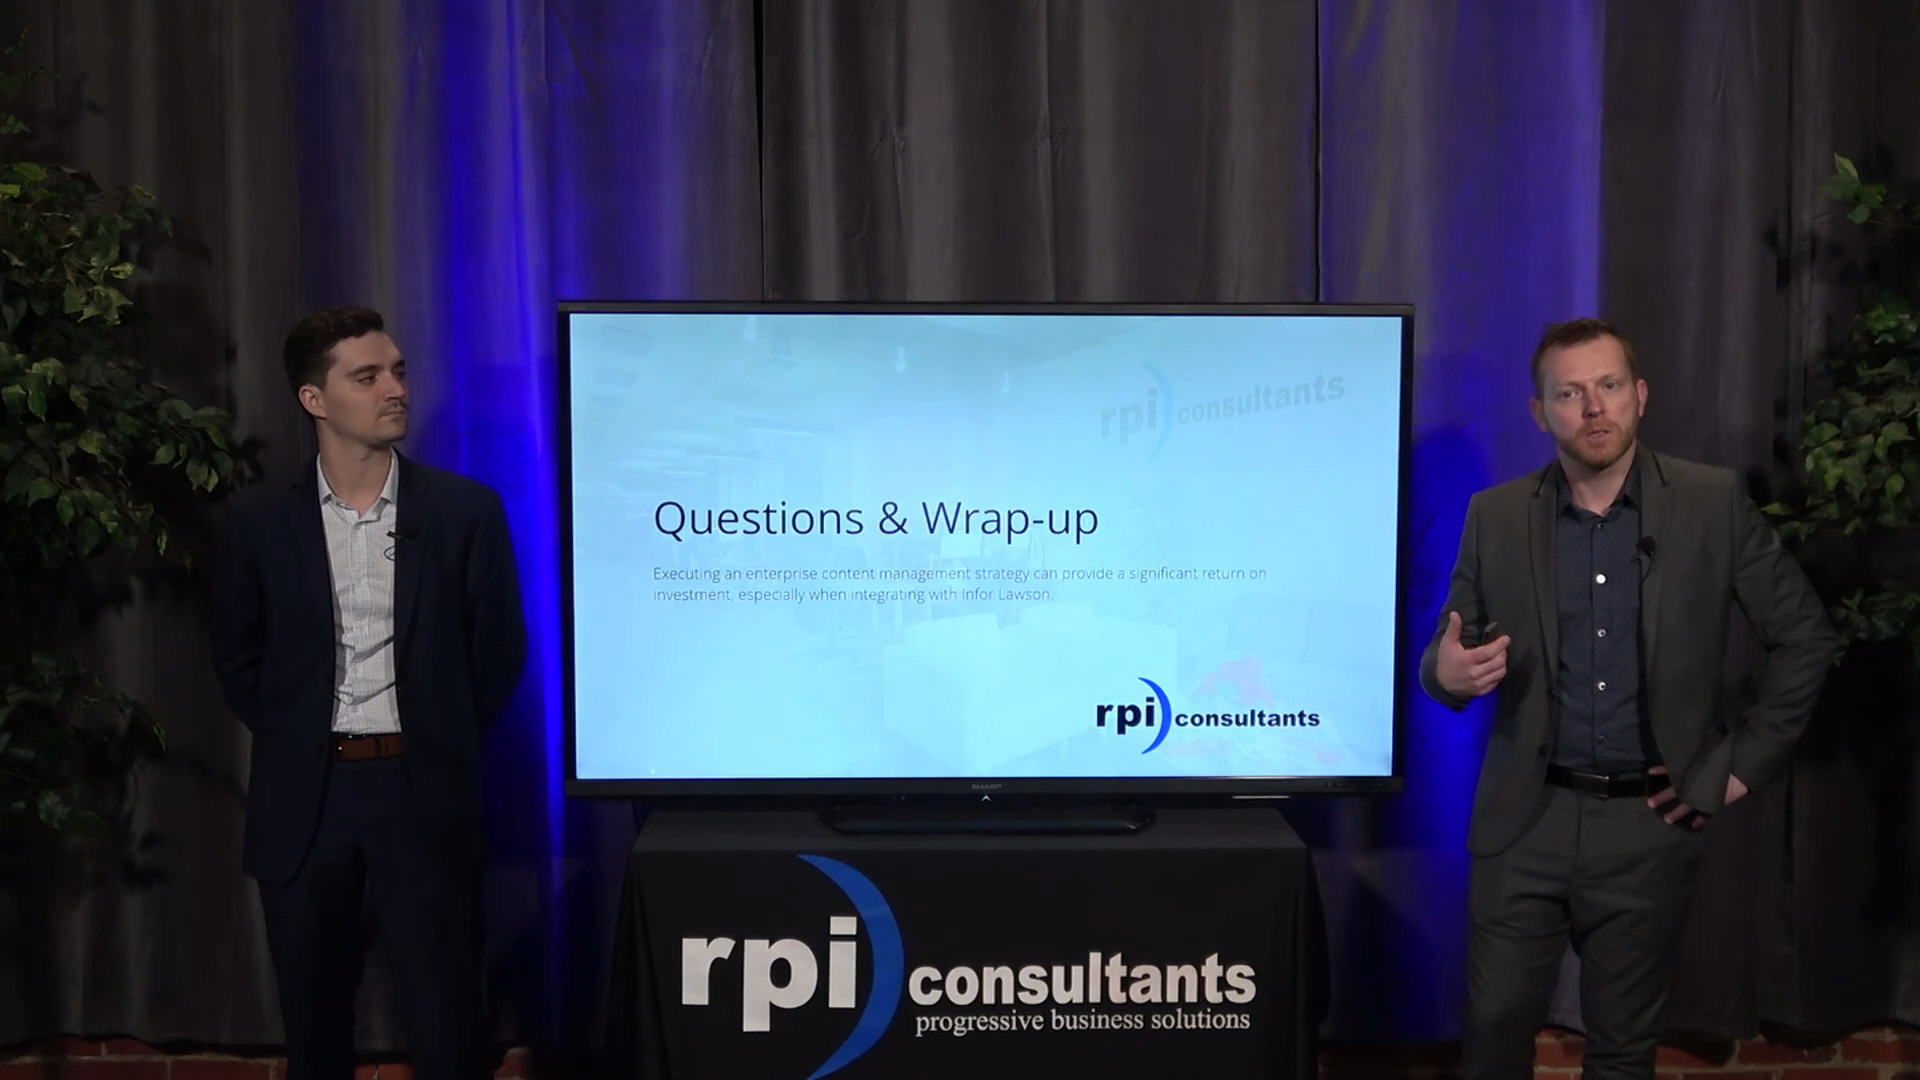 rpi consultants
Questions & Wrap-up
Executing an enterprise content management strategy can provide a significant return on
investment, especially when integrating with Infor Lawson.
rpi consultants
SHARP
rpi consultants
progressive business solutions